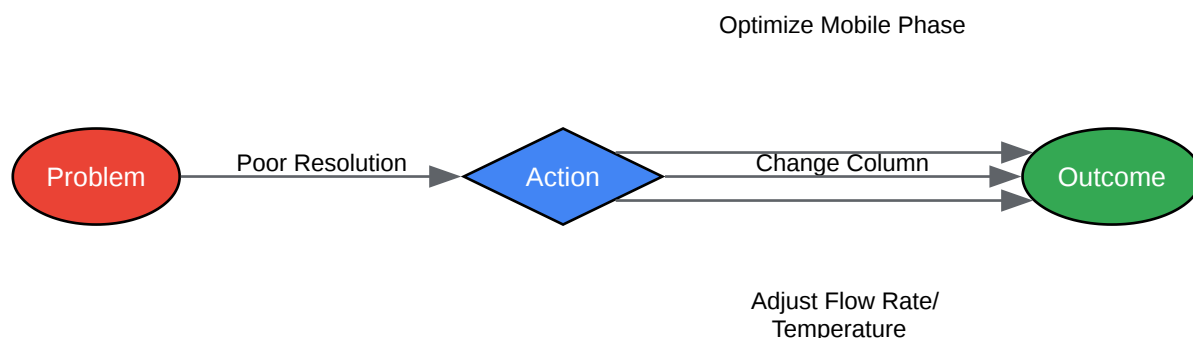 Optimize Mobile Phase
Problem
Poor Resolution
Action
Change Column
Outcome
Adjust Flow Rate/
Temperature